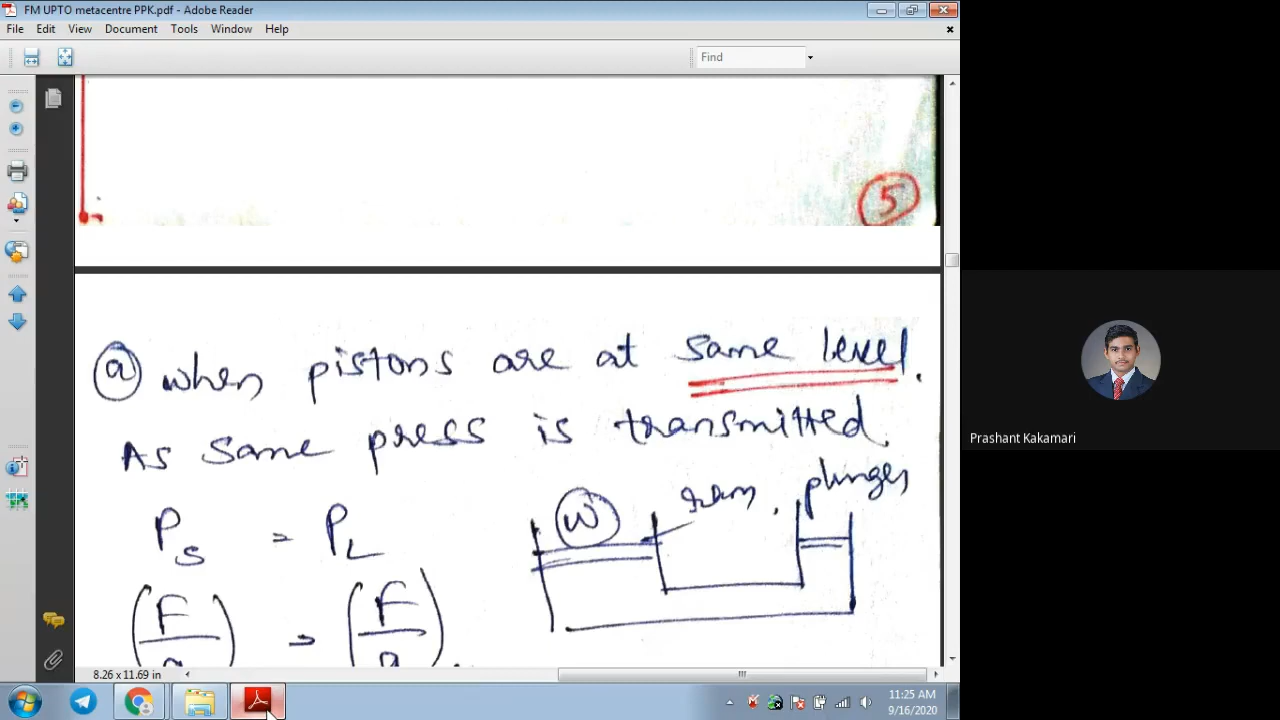 FM UPTO metacentre PPK.pdf - Adobe Reader
File Edit View Document Tools Window Help
Find
5
(a) when pistons are at same level.
As same press is transmitted.
ram. plunger
W
P_S = P_L
(F/a) = (F/a).
8.26 x 11.69 in
11:25 AM
9/16/2020
Prashant Kakamari